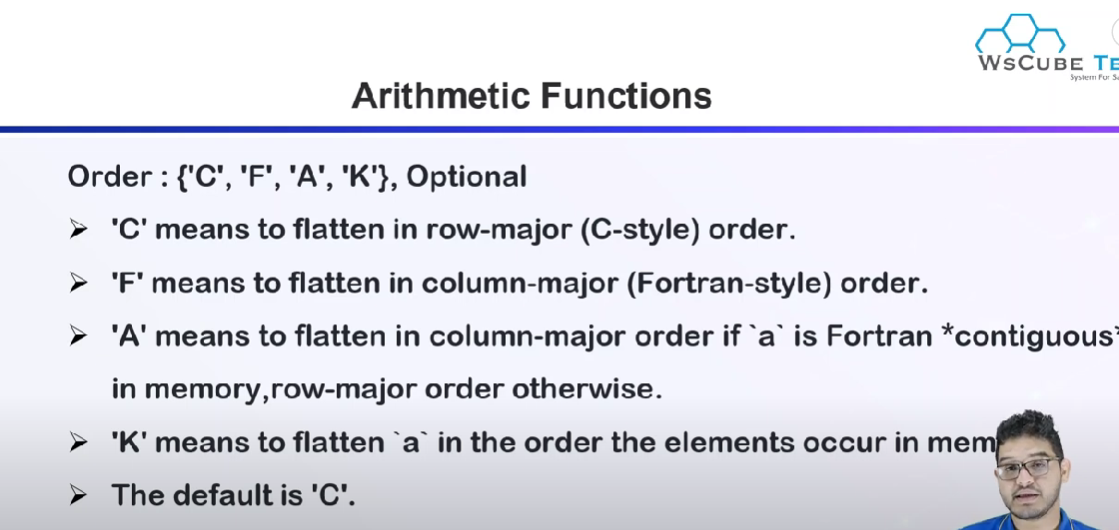 WsCube TE
System For Sa
Arithmetic Functions
Order : {'C', 'F', 'A', 'K'}, Optional
➢ 'C' means to flatten in row-major (C-style) order.
➢ 'F' means to flatten in column-major (Fortran-style) order.
➢ 'A' means to flatten in column-major order if `a` is Fortran *contiguous*
in memory,row-major order otherwise.
➢ 'K' means to flatten `a` in the order the elements occur in mem
➢ The default is 'C'.